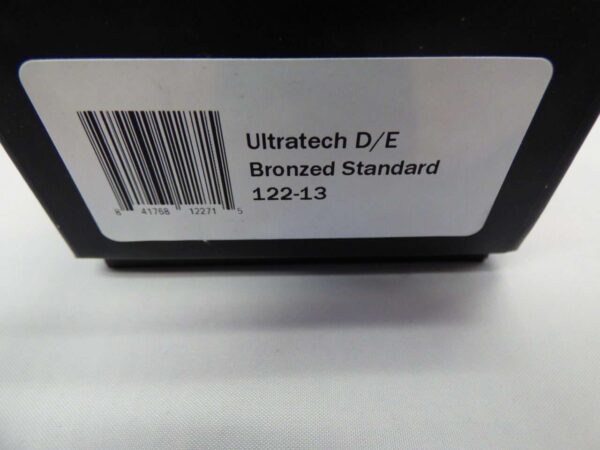 Ultratech D/E
Bronzed Standard
122-13
8 41768 12271 5